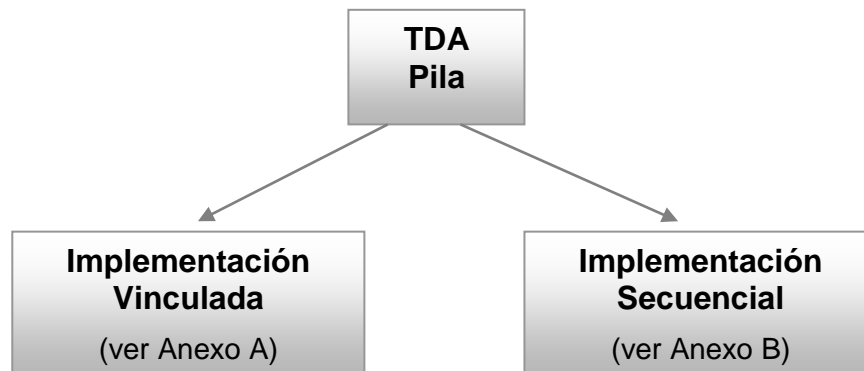 TDA
Pila
Implementación
Vinculada
(ver Anexo A)
Implementación
Secuencial
(ver Anexo B)